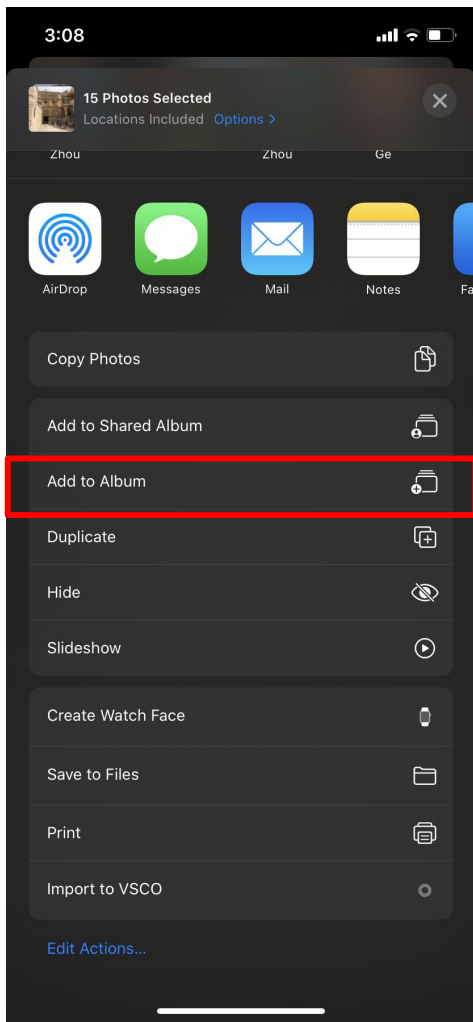 3:08
15 Photos Selected
Locations Included Options >
Zhou Zhou Ge
AirDrop Messages Mail Notes Fa
Copy Photos
Add to Shared Album
Add to Album
Duplicate
Hide
Slideshow
Create Watch Face
Save to Files
Print
Import to VSCO
Edit Actions...